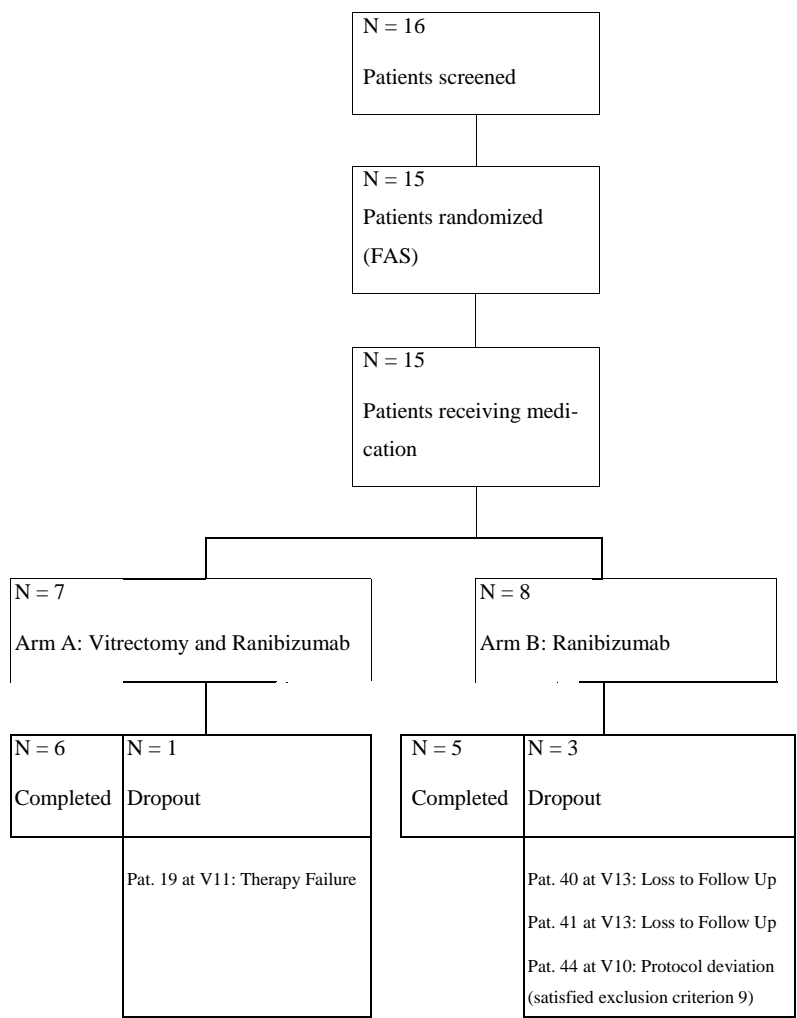 N = 16
Patients screened
N = 15
Patients randomized
(FAS)
N = 15
Patients receiving medi-
cation
N = 7
Arm A: Vitrectomy and Ranibizumab
N = 8
Arm B: Ranibizumab
N = 6
Completed
N = 1
Dropout
Pat. 19 at V11: Therapy Failure
N = 5
Completed
N = 3
Dropout
Pat. 40 at V13: Loss to Follow Up
Pat. 41 at V13: Loss to Follow Up
Pat. 44 at V10: Protocol deviation
(satisfied exclusion criterion 9)